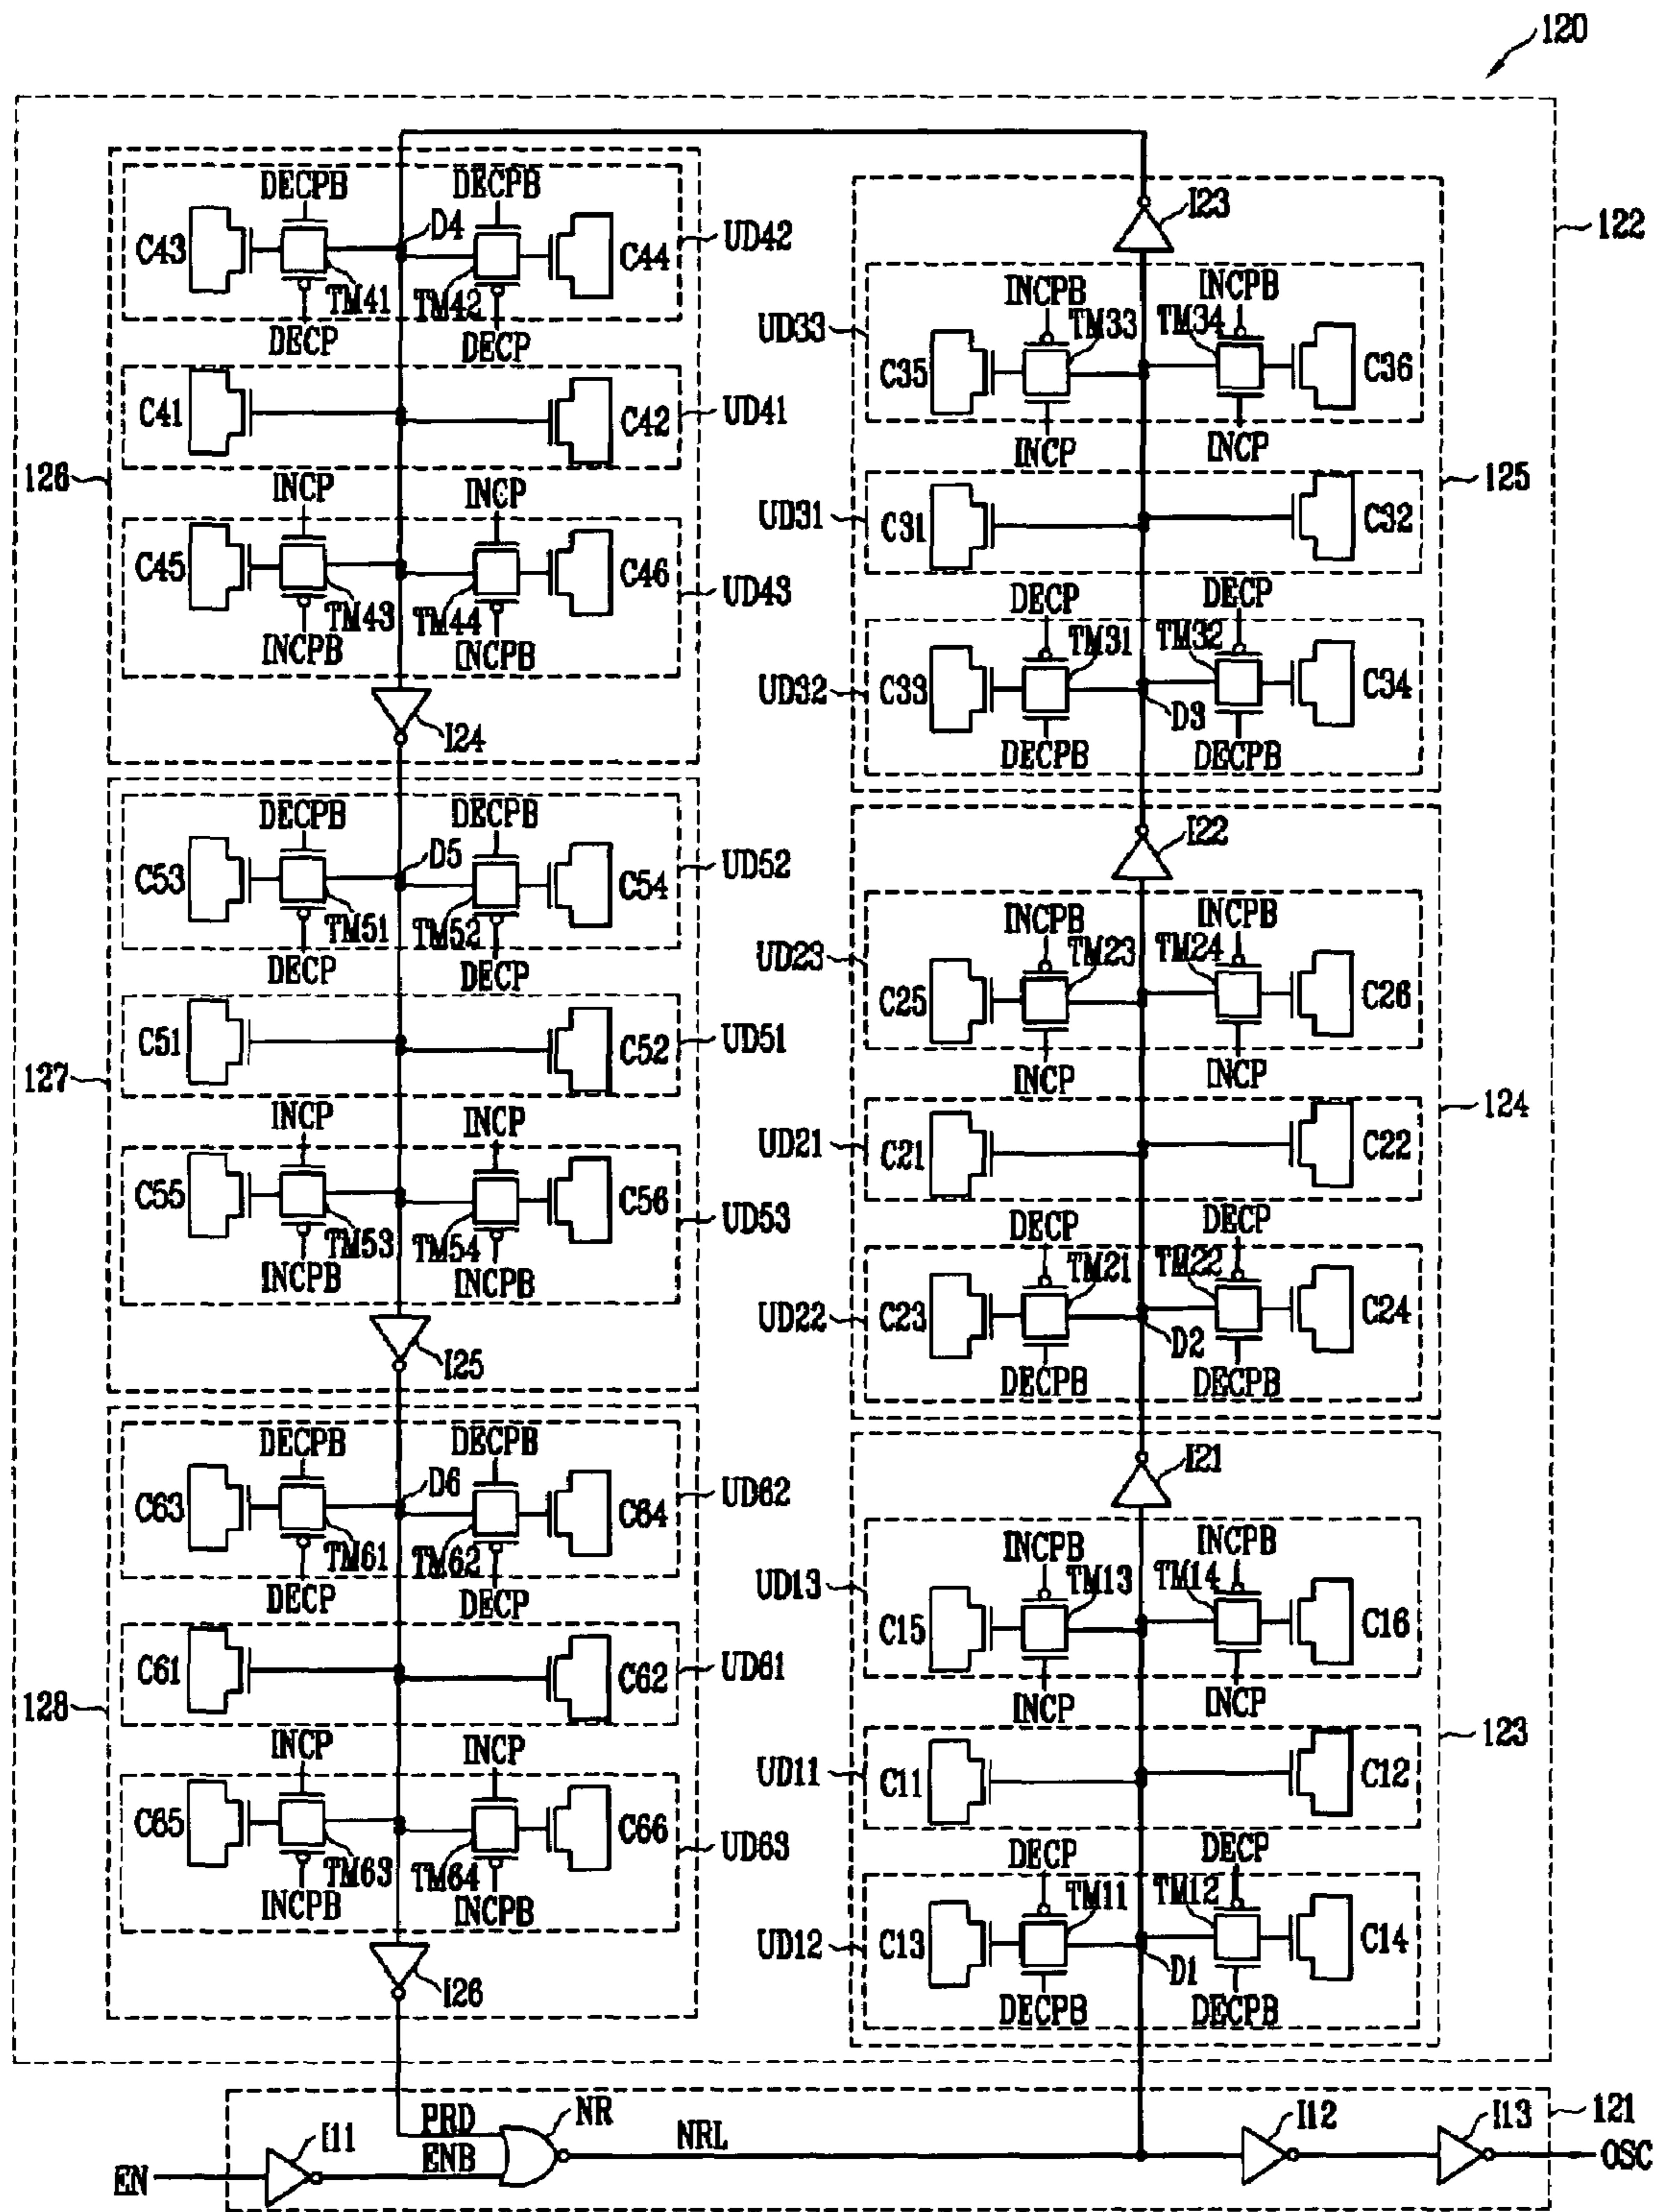 120
122
126
DECPB
DECPB
D4
C43
C44
UD42
TM41
TM42
DECP
DECP
C41
C42
UD41
INCP
INCP
C45
C46
UD43
TM43
TM44
INCPB
INCPB
I24
127
DECPB
DECPB
D5
C53
C54
UD52
TM51
TM52
DECP
DECP
C51
C52
UD51
INCP
INCP
C55
C56
UD53
TM53
TM54
INCPB
INCPB
I25
128
DECPB
DECPB
D6
C63
C64
UD62
TM61
TM62
DECP
DECP
C61
C62
UD61
INCP
INCP
C65
C66
UD63
TM63
TM64
INCPB
INCPB
I26
I23
125
INCPB
INCPB
UD33
TM33
TM34
C35
C36
INCP
INCP
UD31
C31
C32
DECP
DECP
TM31
TM32
UD32
C33
C34
D3
DECPB
DECPB
I22
124
INCPB
INCPB
UD23
TM23
TM24
C25
C26
INCP
INCP
UD21
C21
C22
DECP
DECP
TM21
TM22
UD22
C23
C24
D2
DECPB
DECPB
I21
123
INCPB
INCPB
UD13
TM13
TM14
C15
C16
INCP
INCP
UD11
C11
C12
DECP
DECP
TM11
TM12
UD12
C13
C14
D1
DECPB
DECPB
121
PRD
NR
NRL
I12
I13
I11
ENB
EN
OSC